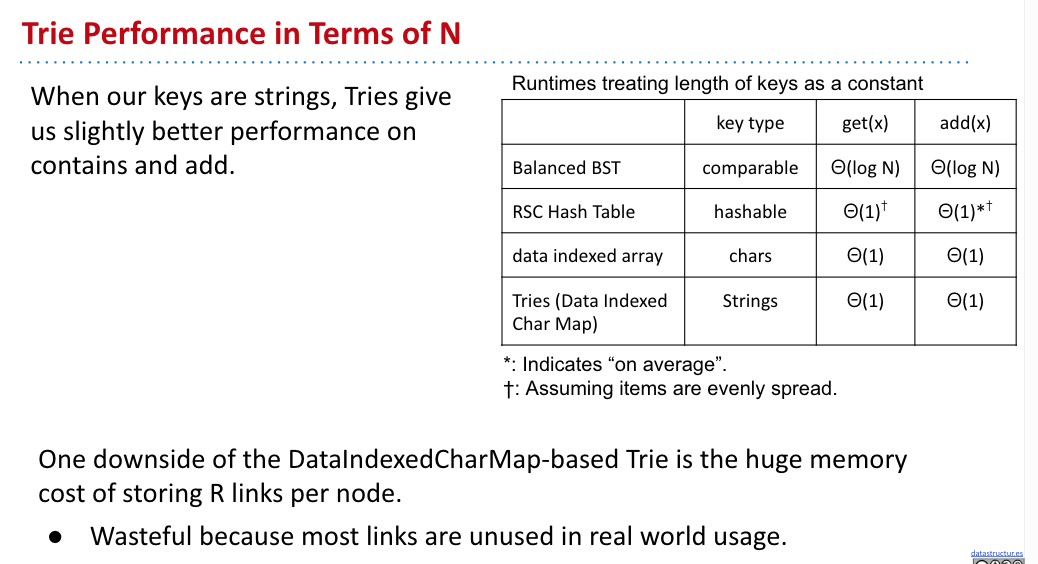 Trie Performance in Terms of N
When our keys are strings, Tries give
us slightly better performance on
contains and add.
Runtimes treating length of keys as a constant
key type get(x) add(x)
Balanced BST comparable Θ(log N) Θ(log N)
RSC Hash Table hashable Θ(1)† Θ(1)*†
data indexed array chars Θ(1) Θ(1)
Tries (Data Indexed Strings Θ(1) Θ(1)
Char Map)
*: Indicates “on average”.
†: Assuming items are evenly spread.
One downside of the DataIndexedCharMap-based Trie is the huge memory
cost of storing R links per node.
● Wasteful because most links are unused in real world usage.
datastructur.es